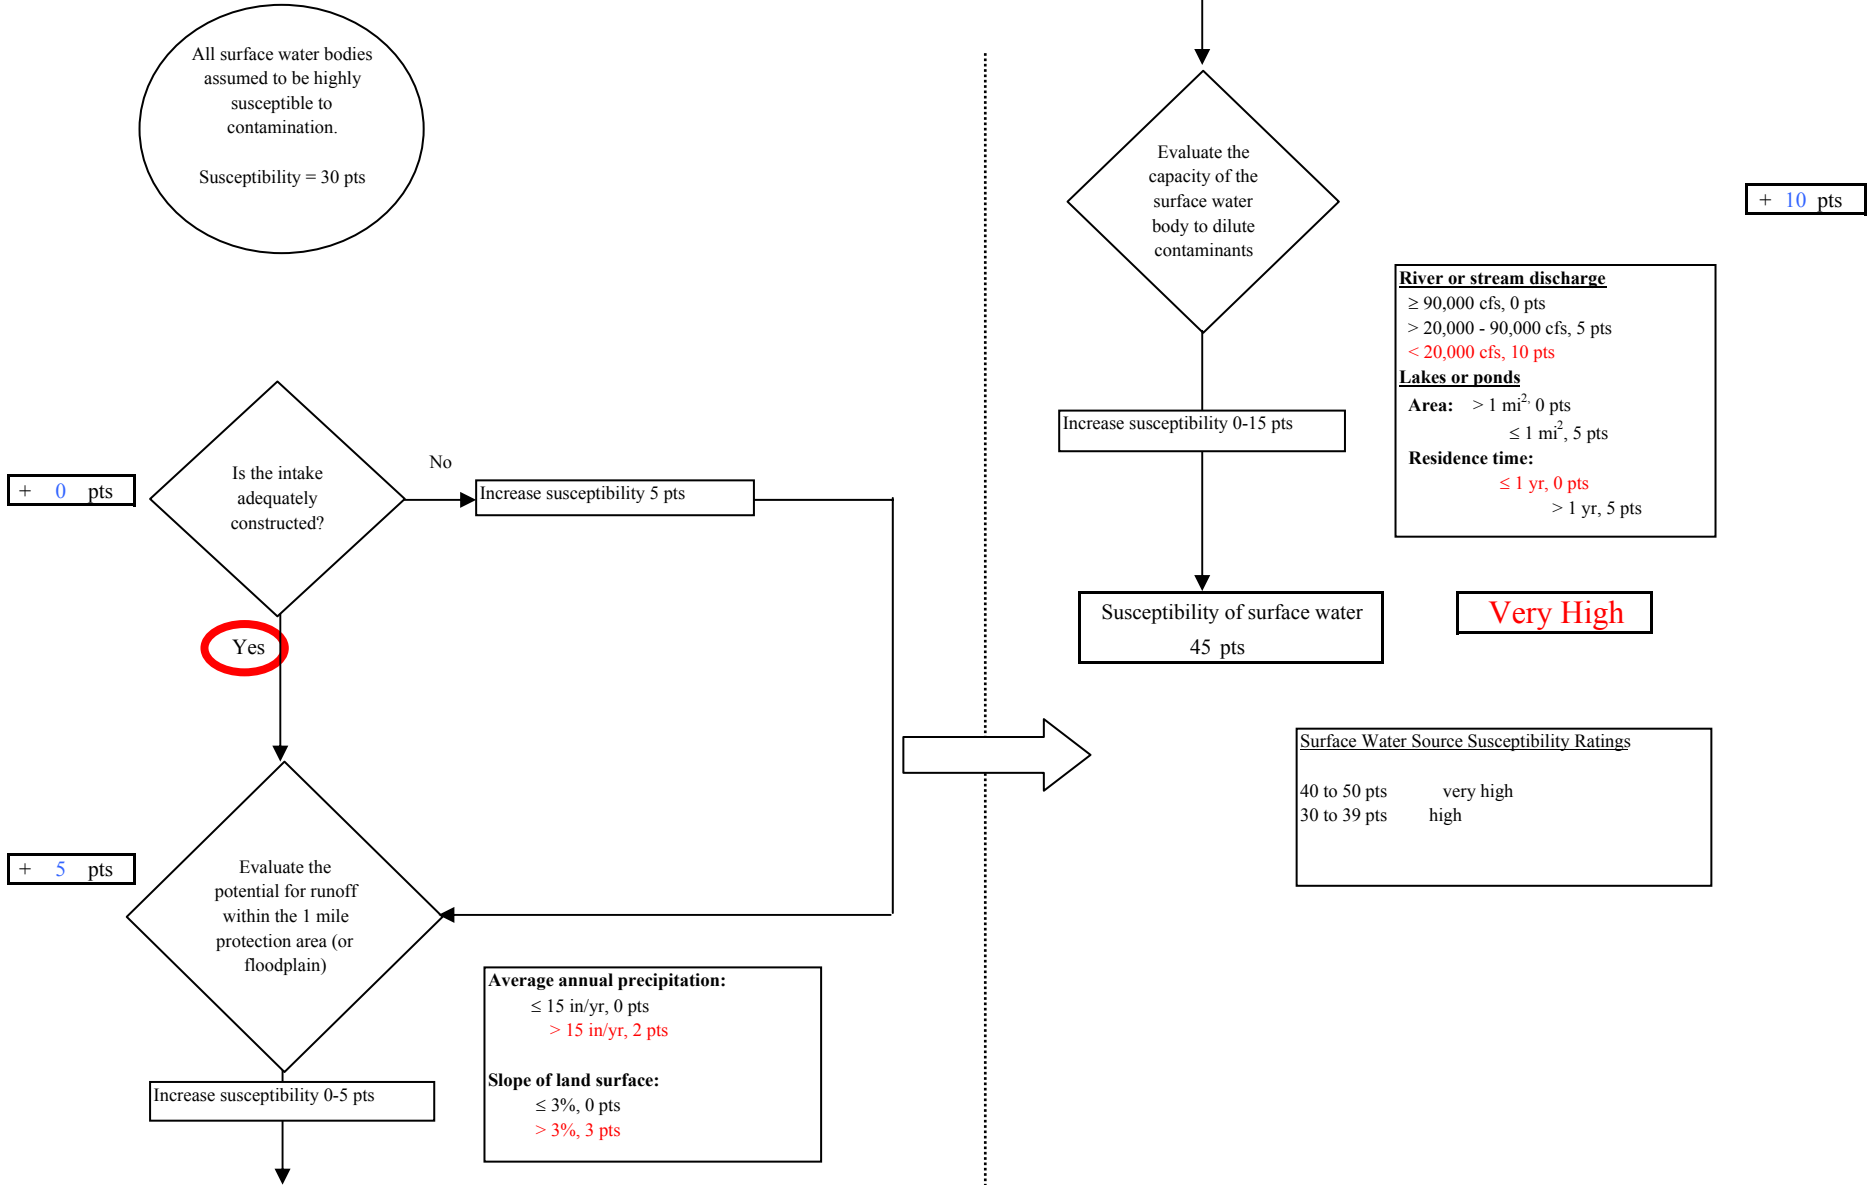 All surface water bodies
assumed to be highly
susceptible to
contamination.
Susceptibility = 30 pts
+ 0 pts
Is the intake
adequately
constructed?
No
Increase susceptibility 5 pts
Yes
+ 5 pts
Evaluate the
potential for runoff
within the 1 mile
protection area (or
floodplain)
Average annual precipitation:
≤ 15 in/yr, 0 pts
> 15 in/yr, 2 pts
Slope of land surface:
≤ 3%, 0 pts
> 3%, 3 pts
Increase susceptibility 0-5 pts
Evaluate the
capacity of the
surface water
body to dilute
contaminants
+ 10 pts
River or stream discharge
≥ 90,000 cfs, 0 pts
> 20,000 - 90,000 cfs, 5 pts
< 20,000 cfs, 10 pts
Lakes or ponds
Area: > 1 mi², 0 pts
≤ 1 mi², 5 pts
Residence time:
≤ 1 yr, 0 pts
> 1 yr, 5 pts
Increase susceptibility 0-15 pts
Susceptibility of surface water
45 pts
Very High
Surface Water Source Susceptibility Ratings
40 to 50 pts very high
30 to 39 pts high